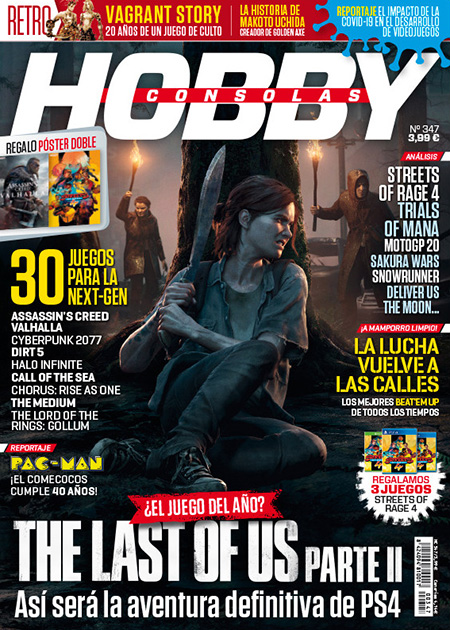 RETRO
VAGRANT STORY
20 AÑOS DE UN JUEGO DE CULTO
LA HISTORIA DE
MAKOTO UCHIDA
CREADOR DE GOLDEN AXE
REPORTAJE EL IMPACTO DE LA
COVID-19 EN EL DESARROLLO
DE VIDEOJUEGOS
HOBBY
CONSOLAS
Nº 347
3,99 €
REGALO PÓSTER DOBLE
ASSASSIN'S CREED
VALHALLA
ANÁLISIS
STREETS
OF RAGE 4
TRIALS
OF MANA
MOTOGP 20
SAKURA WARS
SNOWRUNNER
DELIVER US
THE MOON...
30 JUEGOS
PARA LA
NEXT-GEN
ASSASSIN'S CREED
VALHALLA
CYBERPUNK 2077
DIRT 5
HALO INFINITE
CALL OF THE SEA
CHORUS: RISE AS ONE
THE MEDIUM
THE LORD OF THE
RINGS: GOLLUM
¡A MAMPORRO LIMPIO!
LA LUCHA
VUELVE A
LAS CALLES
LOS MEJORES BEAT'EM UP
DE TODOS LOS TIEMPOS
REPORTAJE
PAC-MAN
¡EL COMECOCOS
CUMPLE 40 AÑOS!
REGALAMOS
3 JUEGOS
STREETS OF
RAGE 4
¿EL JUEGO DEL AÑO?
THE LAST OF US PARTE II
Así será la aventura definitiva de PS4
00347